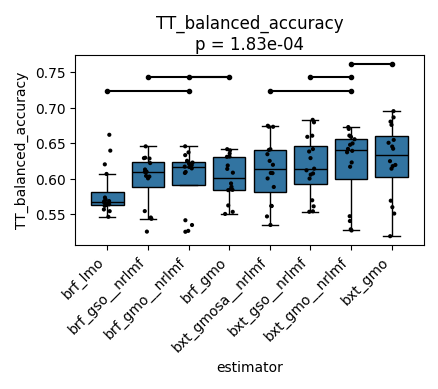 TT_balanced_accuracy
p = 1.83e-04
TT_balanced_accuracy
0.75
0.70
0.65
0.60
0.55
brf_lmo
brf_gso__nrlmf
brf_gmo__nrlmf
brf_gmo
bxt_gmosa__nrlmf
bxt_gso__nrlmf
bxt_gmo__nrlmf
bxt_gmo
estimator